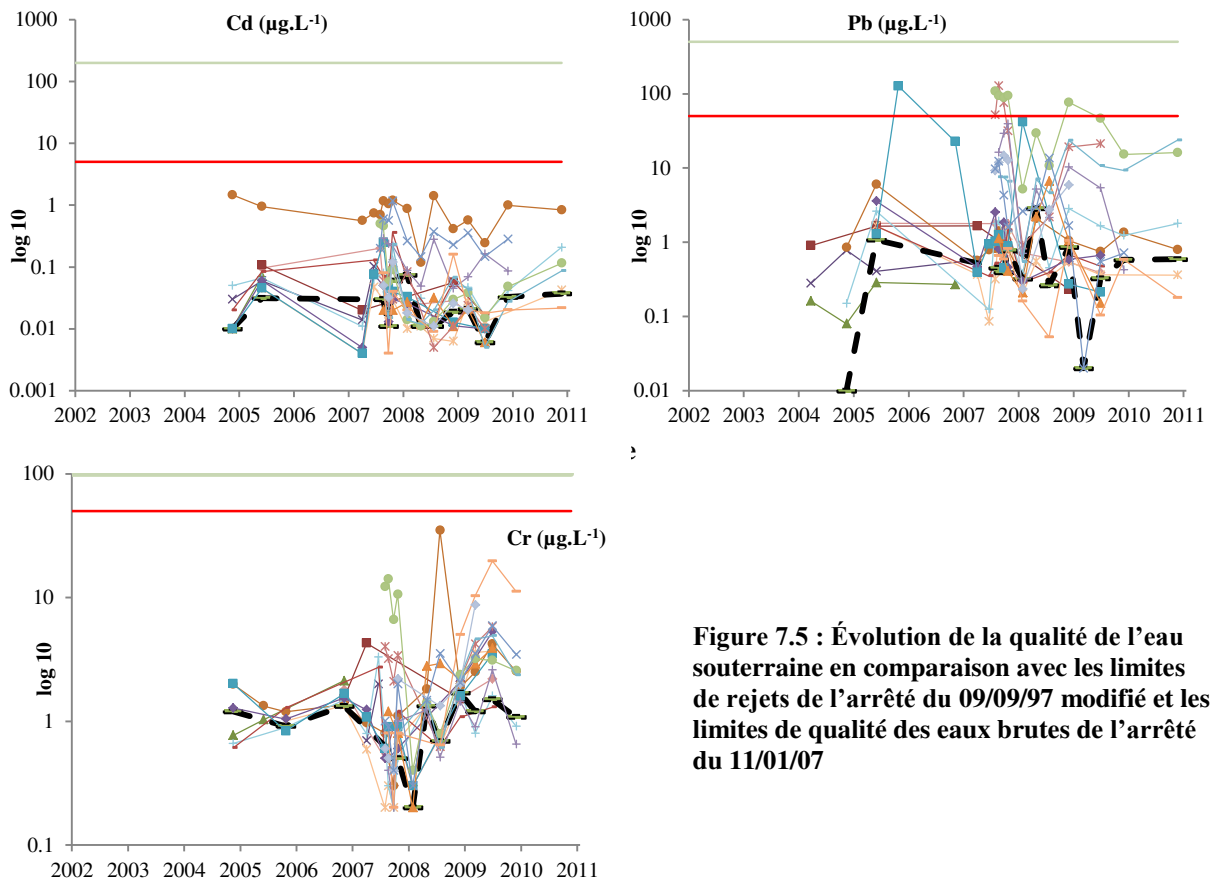 Cd (µg.L-1)
log 10
1000
100
10
1
0.1
0.01
0.001
2002 2003 2004 2005 2006 2007 2008 2009 2010 2011
Pb (µg.L-1)
log 10
1000
100
10
1
0.1
0.01
2002 2003 2004 2005 2006 2007 2008 2009 2010 2011
e
Cr (µg.L-1)
log 10
100
10
1
0.1
2002 2003 2004 2005 2006 2007 2008 2009 2010 2011
Figure 7.5 : Évolution de la qualité de l’eau
souterraine en comparaison avec les limites
de rejets de l’arrêté du 09/09/97 modifié et les
limites de qualité des eaux brutes de l’arrêté
du 11/01/07